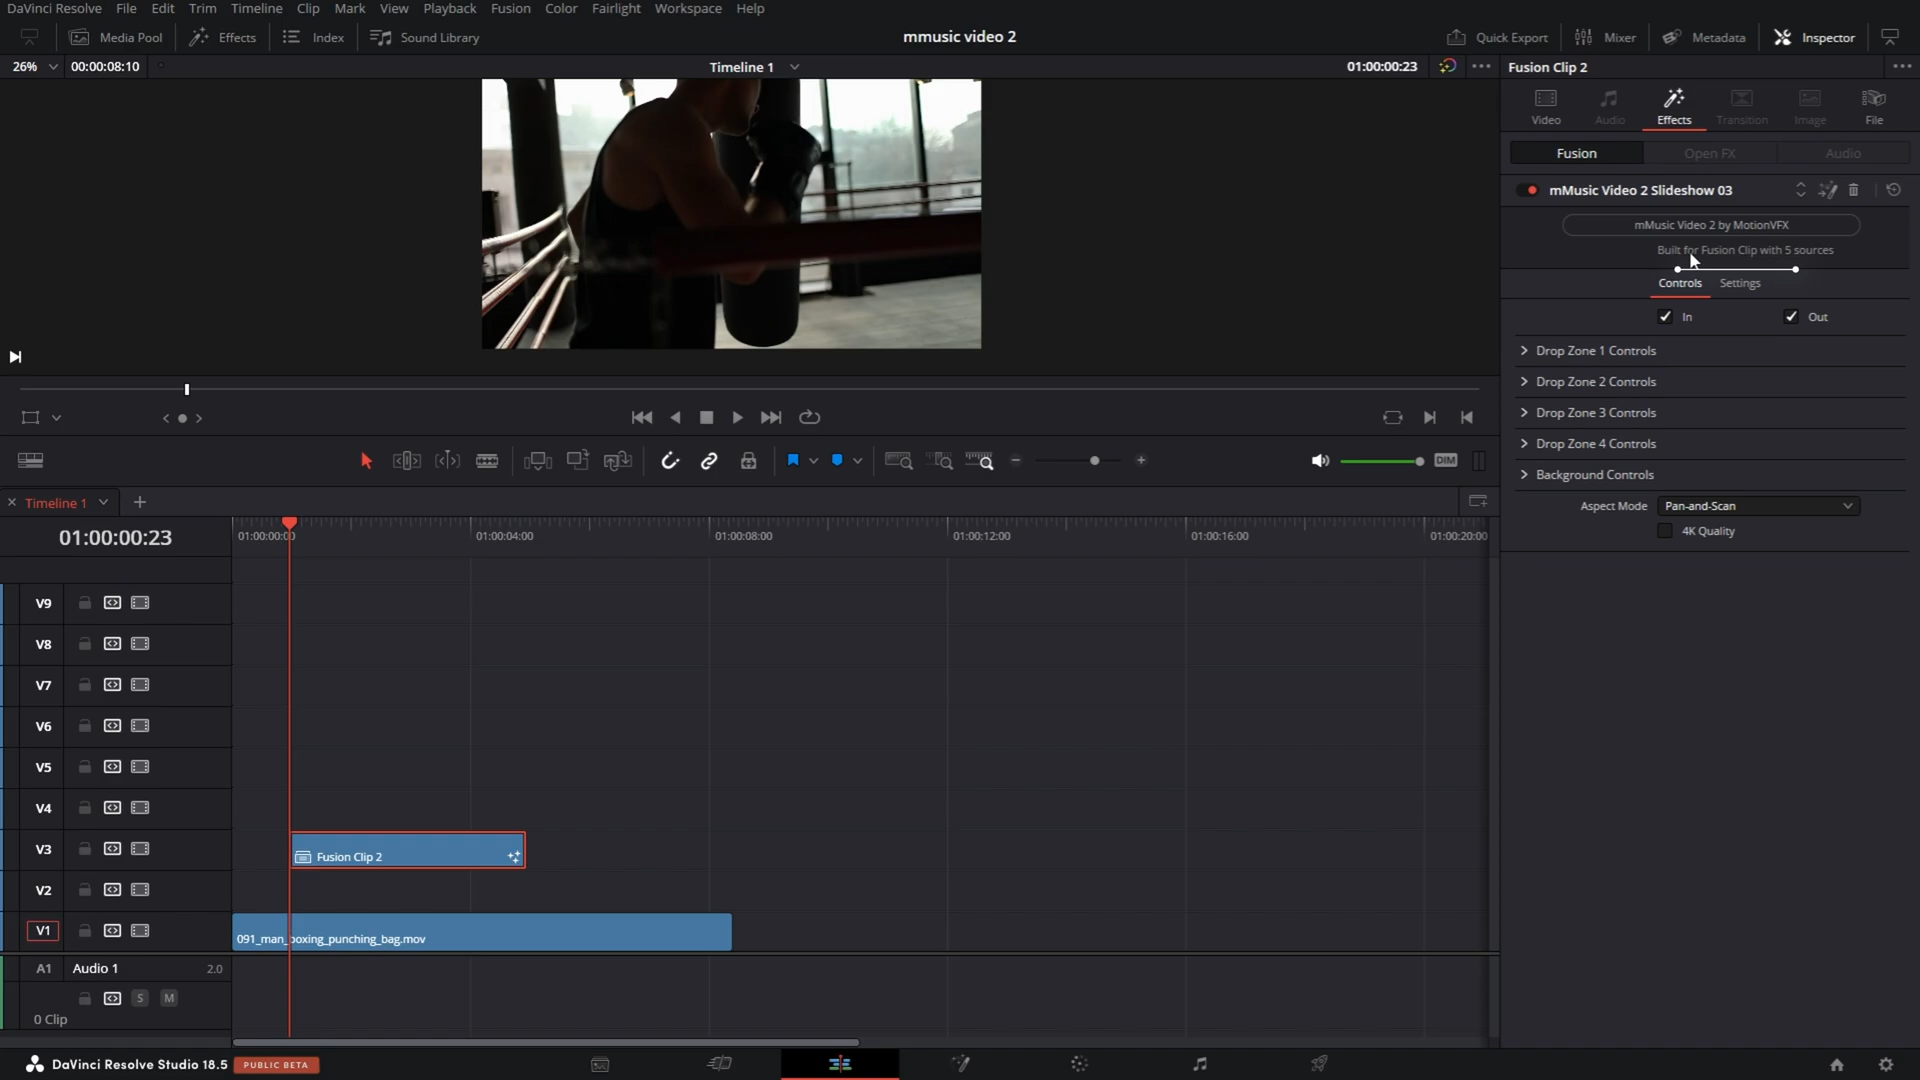 DaVinci Resolve File Edit Trim Timeline Clip Mark View Playback Fusion Color Fairlight Workspace Help
Media Pool Effects Index Sound Library mmusic video 2 Quick Export Mixer Metadata Inspector
26% 00:00:08:10 Timeline 1 01:00:00:23 Fusion Clip 2
Video Audio Effects Transition Image File
Fusion Open FX Audio
mMusic Video 2 Slideshow 03
mMusic Video 2 by MotionVFX
Built for Fusion Clip with 5 sources
Controls Settings
In Out
Drop Zone 1 Controls
Drop Zone 2 Controls
Drop Zone 3 Controls
Drop Zone 4 Controls
Background Controls
Aspect Mode Pan-and-Scan
4K Quality
DIM
Timeline 1
01:00:00:23
01:00:00:00 01:00:04:00 01:00:08:00 01:00:12:00 01:00:16:00 01:00:20:00
V9
V8
V7
V6
V5
V4
V3 Fusion Clip 2
V2
V1 091_man_boxing_punching_bag.mov
A1 Audio 1 2.0
S M
0 Clip
DaVinci Resolve Studio 18.5 PUBLIC BETA